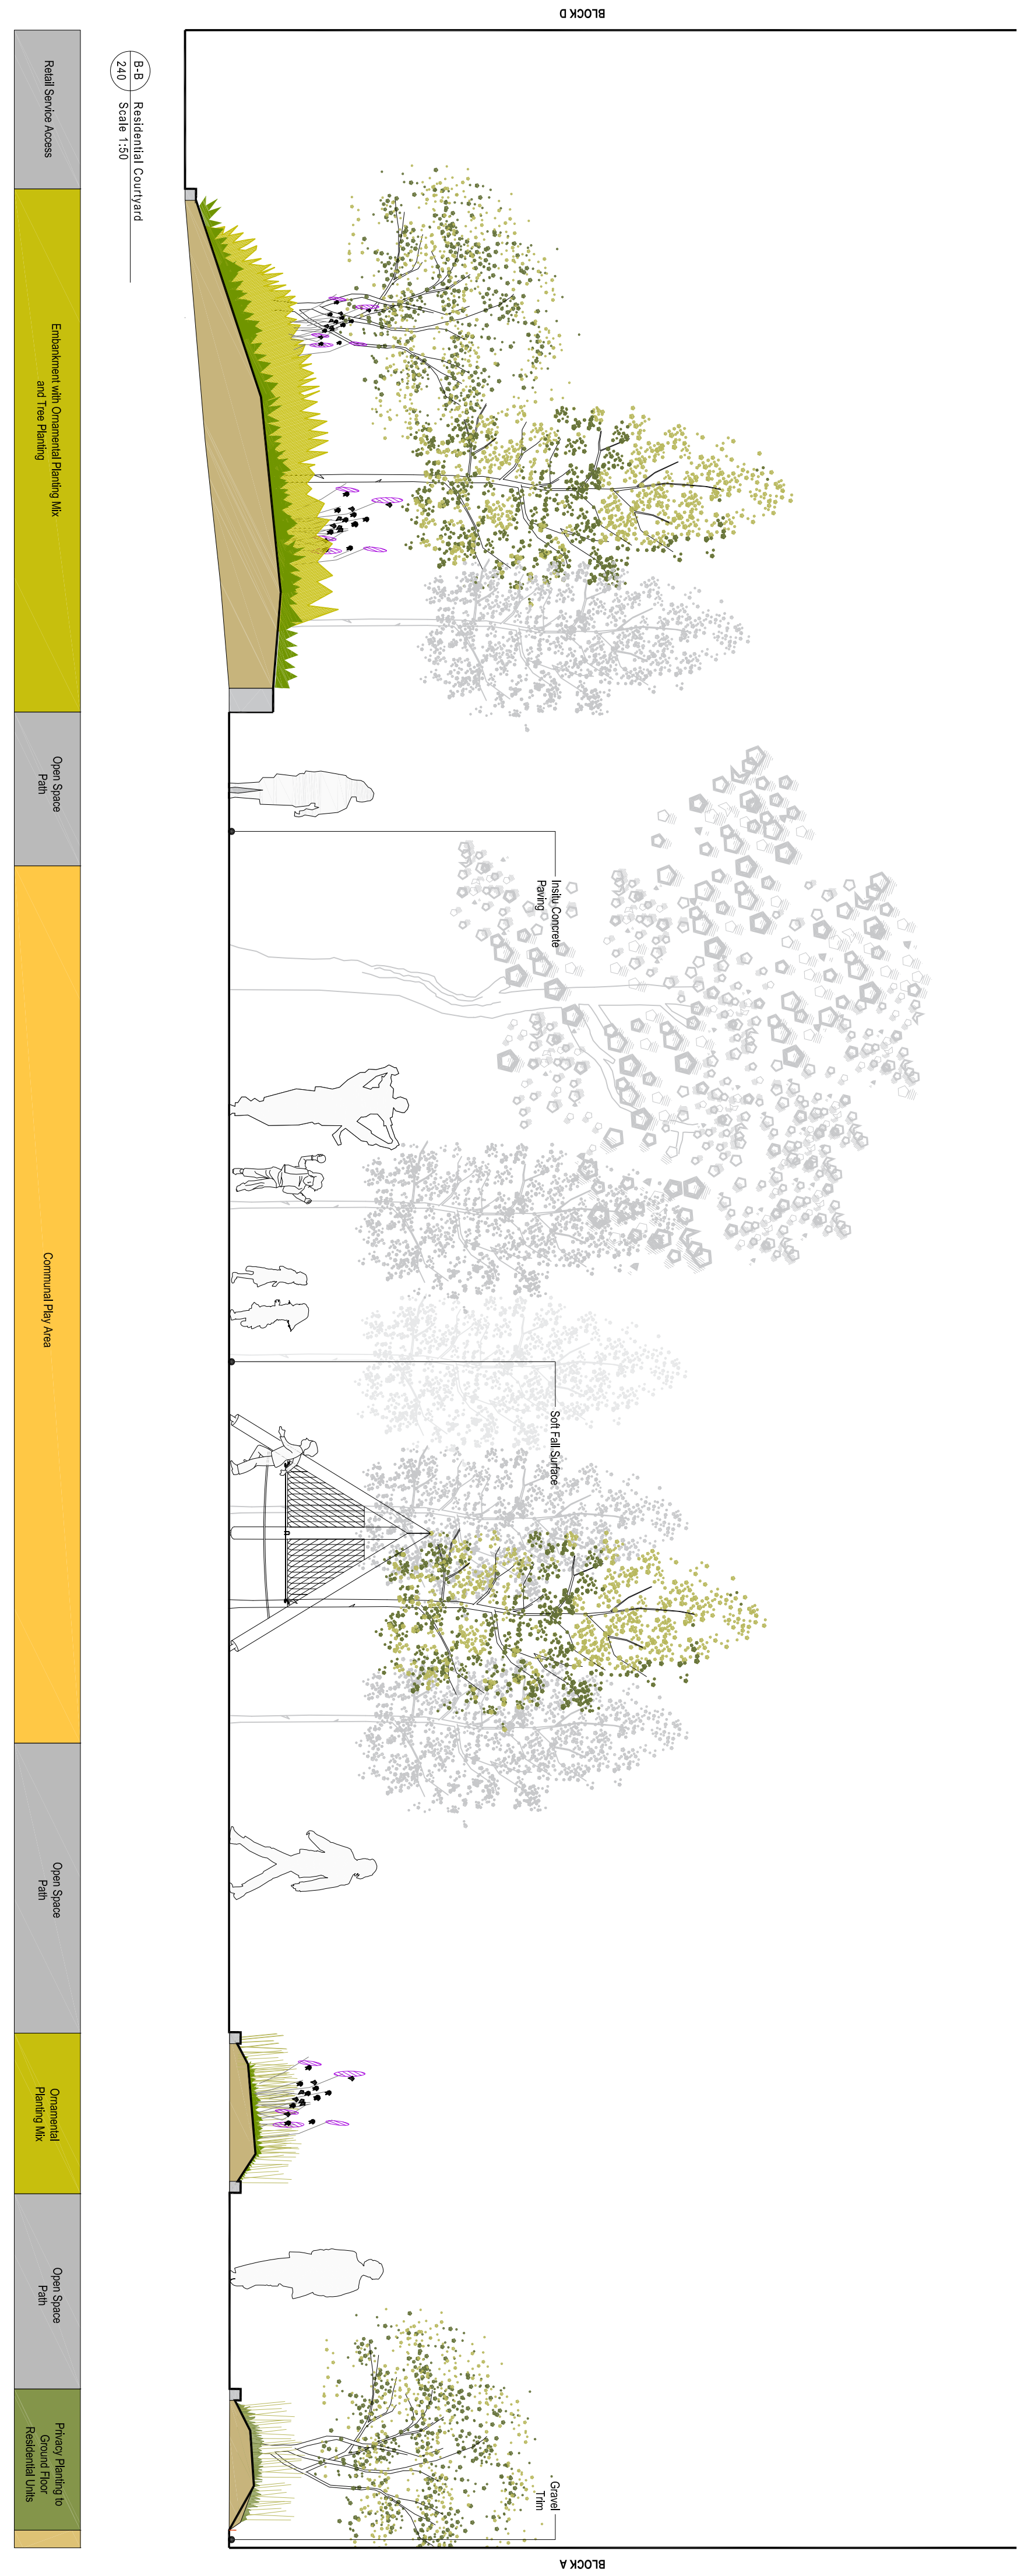 BLOCK D
Insitu Concrete
Paving
Soft Fall Surface
Gravel
Trim
BLOCK A
B-B
240
Residential Courtyard
Scale 1:50
Retail Service Access
Embankment with Ornamental Planting Mix
and Tree Planting
Open Space
Path
Communal Play Area
Open Space
Path
Ornamental
Planting Mix
Open Space
Path
Privacy Planting to
Ground Floor
Residential Units